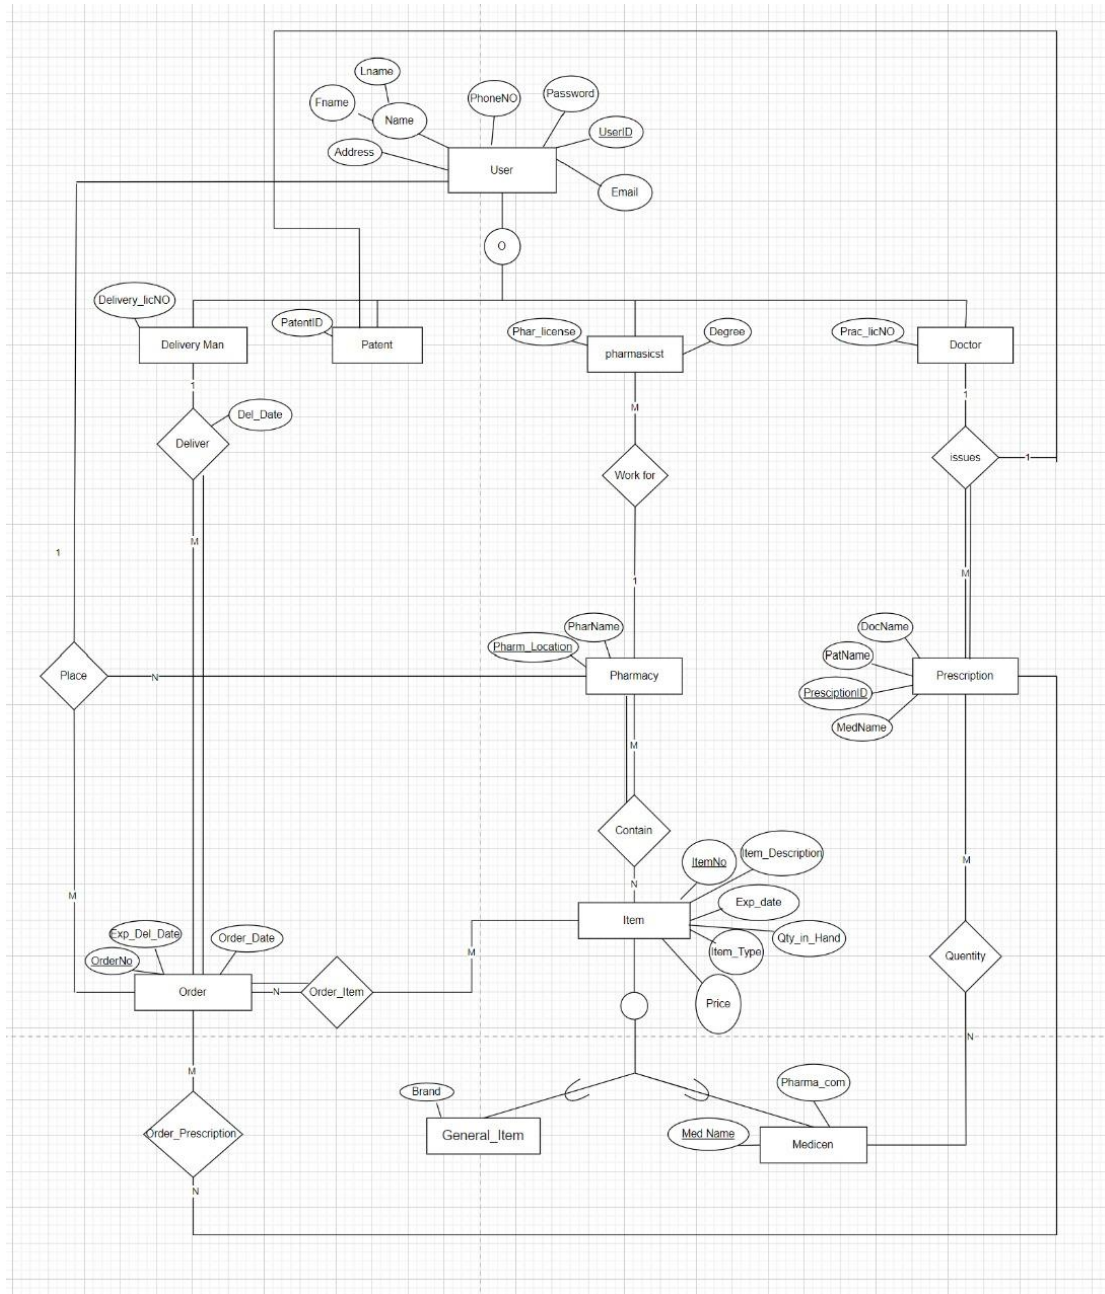 Lname
Fname
Name
PhoneNO
Password
UserID
Address
User
Email
O
Delivery_licNO
PatentID
Phar_license
Degree
Prac_licNO
Delivery Man
Patent
pharmasicst
Doctor
1
M
1
Del_Date
Deliver
Work for
issues
1
M
1
1
M
PharName
Pharm_Location
DocName
PatName
Place
N
Pharmacy
Prescription
PresciptionID
MedName
M
Contain
ItemNo
Item_Description
M
N
M
Exp_date
Item
Qty_in_Hand
Item_Type
Exp_Del_Date
Order_Date
OrderNo
M
Quentity
Order
N
Order_Item
Price
N
M
Brand
Pharma_com
Order_Prescription
General_Item
Med Name
Medicen
N